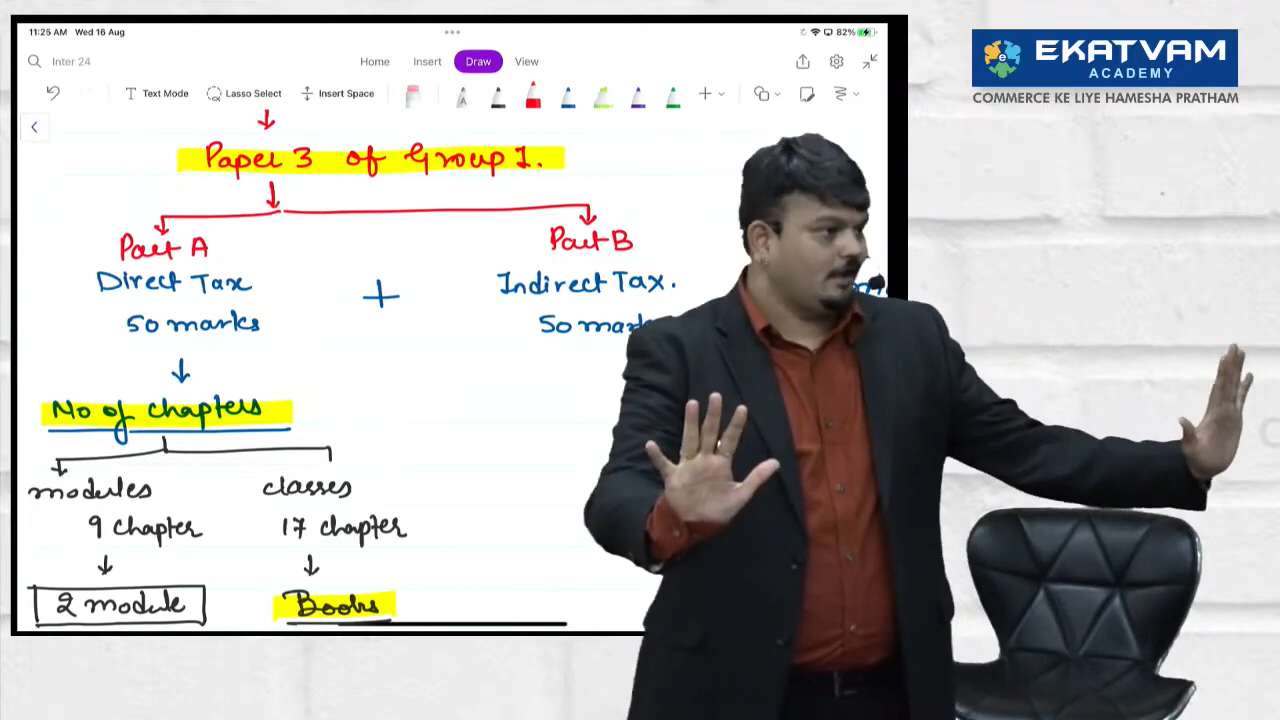 11:25 AM Wed 16 Aug
82%
Inter 24
Home Insert Draw View
Text Mode Lasso Select Insert Space
Paper 3 of Group I.
Part A
Part B
Direct Tax + Indirect Tax.
50 marks
50 mark
No of chapters
modules classes
9 chapter 17 chapter
2 module Books
EKATVAM
ACADEMY
COMMERCE KE LIYE HAMESHA PRATHAM